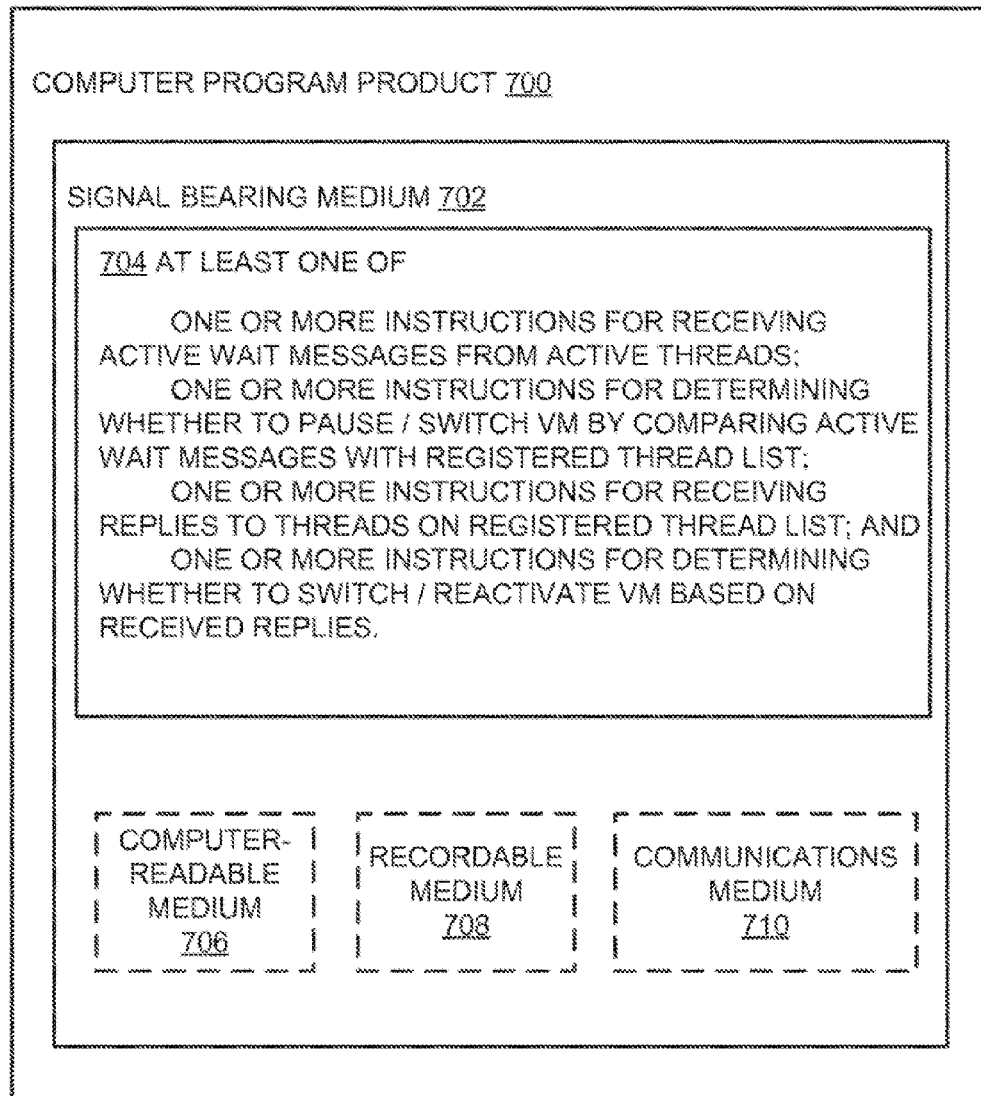 COMPUTER PROGRAM PRODUCT 700
SIGNAL BEARING MEDIUM 702
704 AT LEAST ONE OF
ONE OR MORE INSTRUCTIONS FOR RECEIVING
ACTIVE WAIT MESSAGES FROM ACTIVE THREADS;
ONE OR MORE INSTRUCTIONS FOR DETERMINING
WHETHER TO PAUSE / SWITCH VM BY COMPARING ACTIVE
WAIT MESSAGES WITH REGISTERED THREAD LIST;
ONE OR MORE INSTRUCTIONS FOR RECEIVING
REPLIES TO THREADS ON REGISTERED THREAD LIST; AND
ONE OR MORE INSTRUCTIONS FOR DETERMINING
WHETHER TO SWITCH / REACTIVATE VM BASED ON
RECEIVED REPLIES.
COMPUTER-
READABLE
MEDIUM
706
RECORDABLE
MEDIUM
708
COMMUNICATIONS
MEDIUM
710